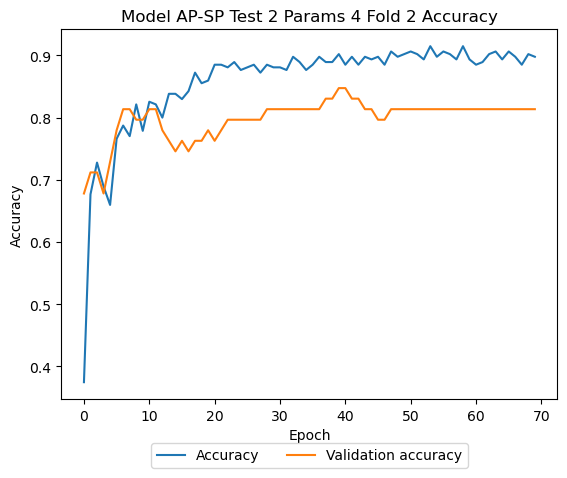 Model AP-SP Test 2 Params 4 Fold 2 Accuracy
Accuracy
0.9
0.8
0.7
0.6
0.5
0.4
0 10 20 30 40 50 60 70
Epoch
Accuracy Validation accuracy